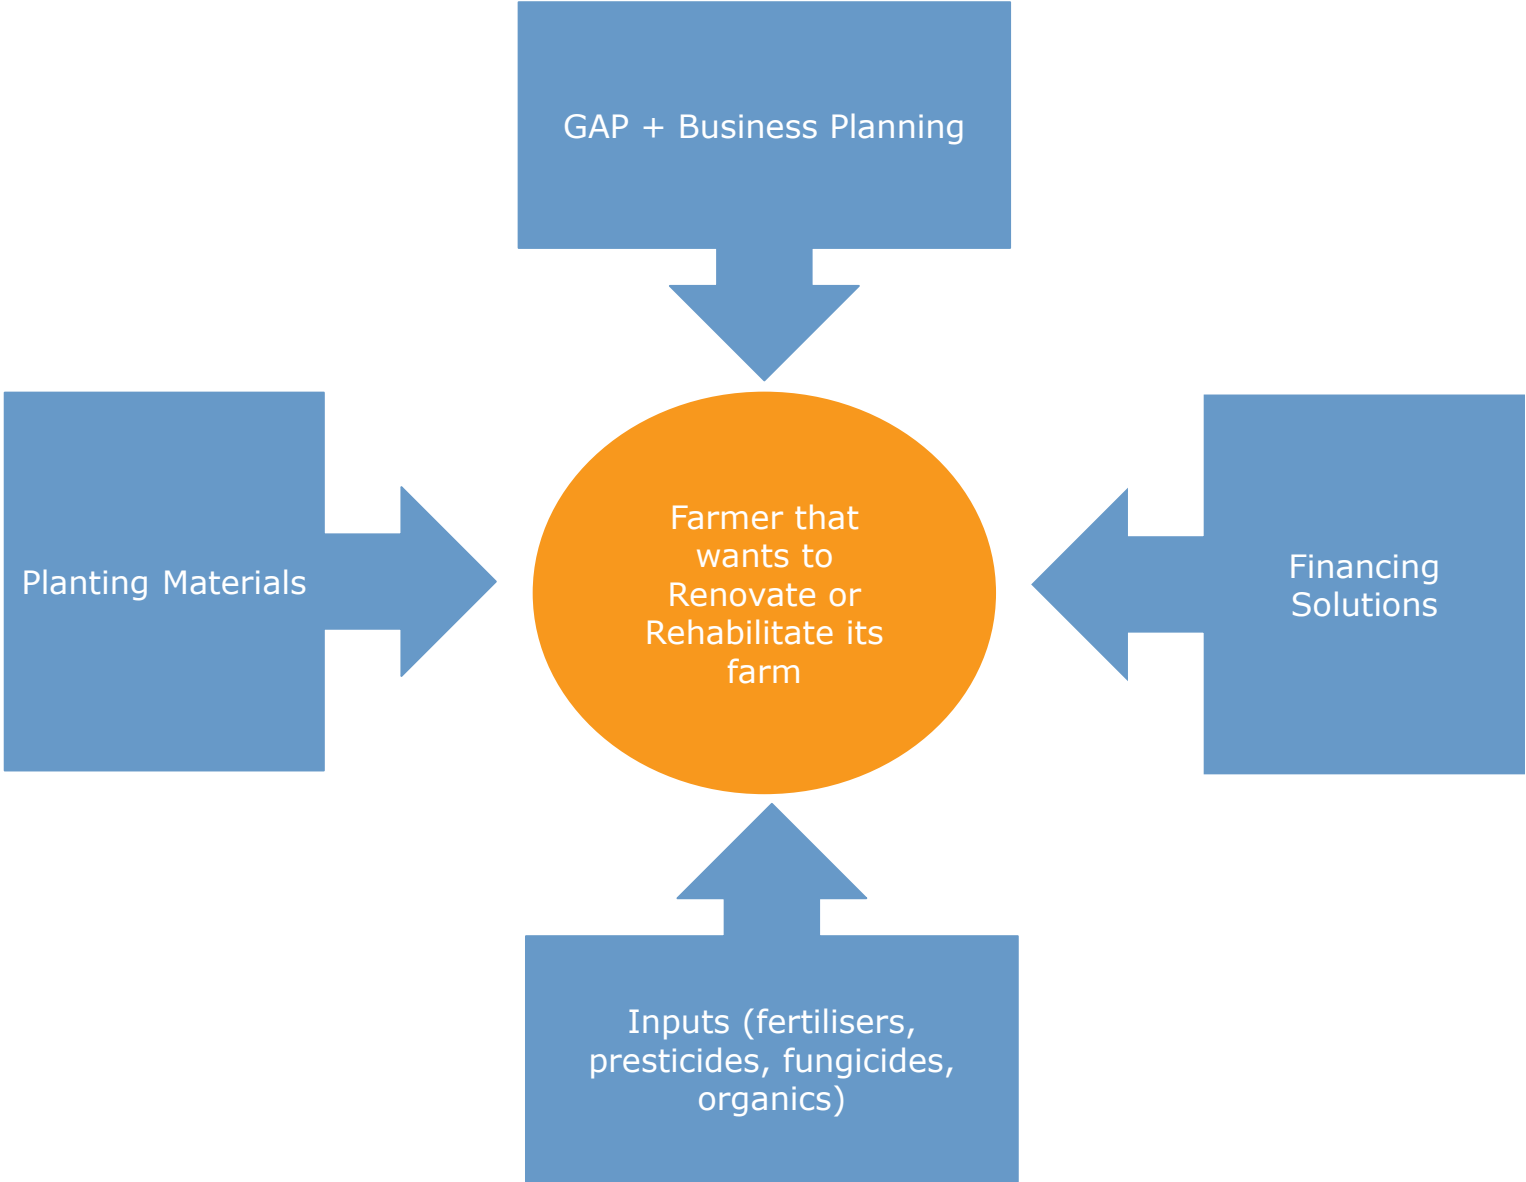 GAP + Business Planning
Planting Materials
Farmer that
wants to
Renovate or
Rehabilitate its
farm
Financing
Solutions
Inputs (fertilisers,
presticides, fungicides,
organics)